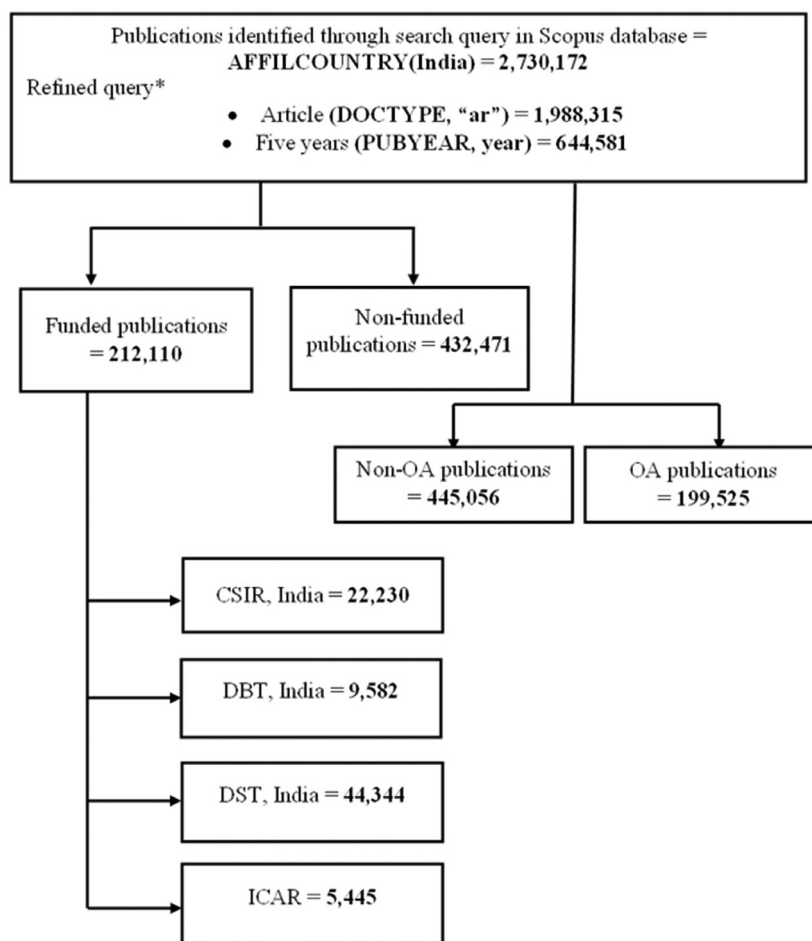 Publications identified through search query in Scopus database =
AFFILCOUNTRY(India) = 2,730,172
Refined query*
• Article (DOCTYPE, “ar”) = 1,988,315
• Five years (PUBYEAR, year) = 644,581
Funded publications
= 212,110
Non-funded
publications = 432,471
Non-OA publications
= 445,056
OA publications
= 199,525
CSIR, India = 22,230
DBT, India = 9,582
DST, India = 44,344
ICAR = 5,445